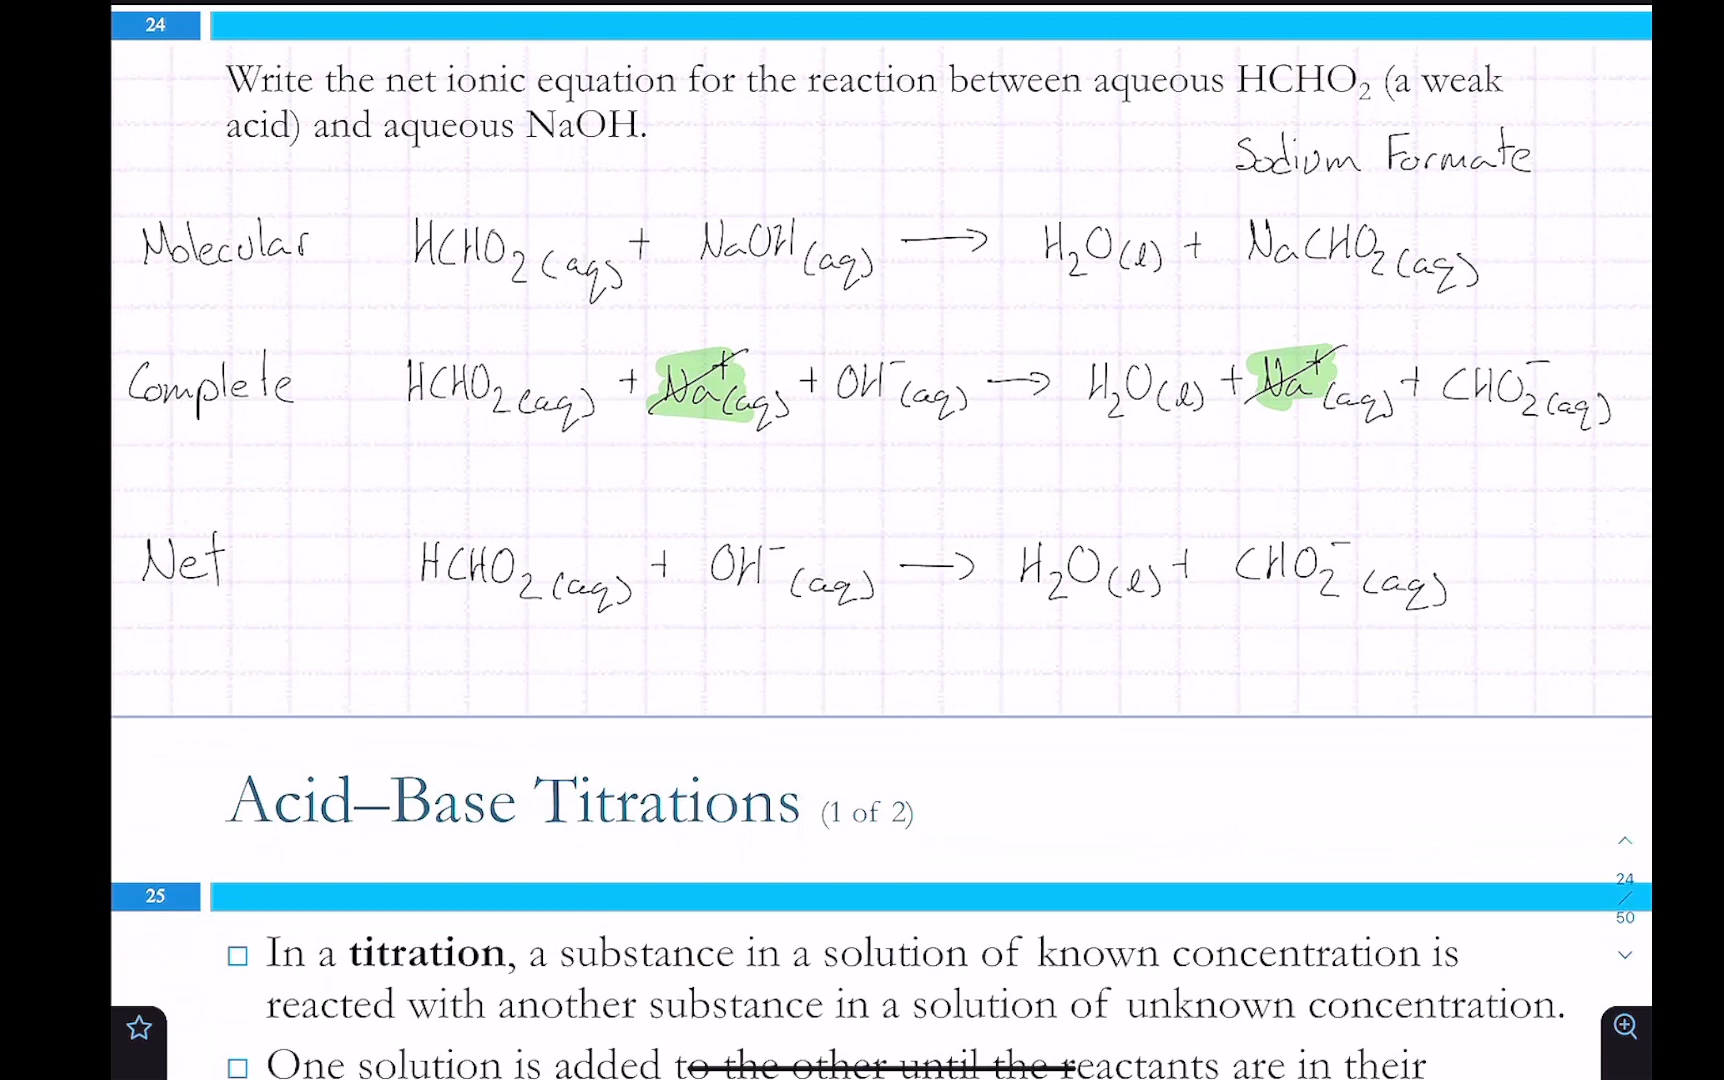 24
Write the net ionic equation for the reaction between aqueous HCHO₂ (a weak
acid) and aqueous NaOH.
Sodium Formate
Molecular HCHO₂(aq) + NaOH(aq) → H₂O(l) + NaCHO₂(aq)
Complete HCHO₂(aq) + Na⁺(aq) + OH⁻(aq) → H₂O(l) + Na⁺(aq) + CHO₂⁻(aq)
Net HCHO₂(aq) + OH⁻(aq) → H₂O(l) + CHO₂⁻(aq)
Acid–Base Titrations (1 of 2)
24
/
50
25
In a titration, a substance in a solution of known concentration is
reacted with another substance in a solution of unknown concentration.
One solution is added to the other until the reactants are in their